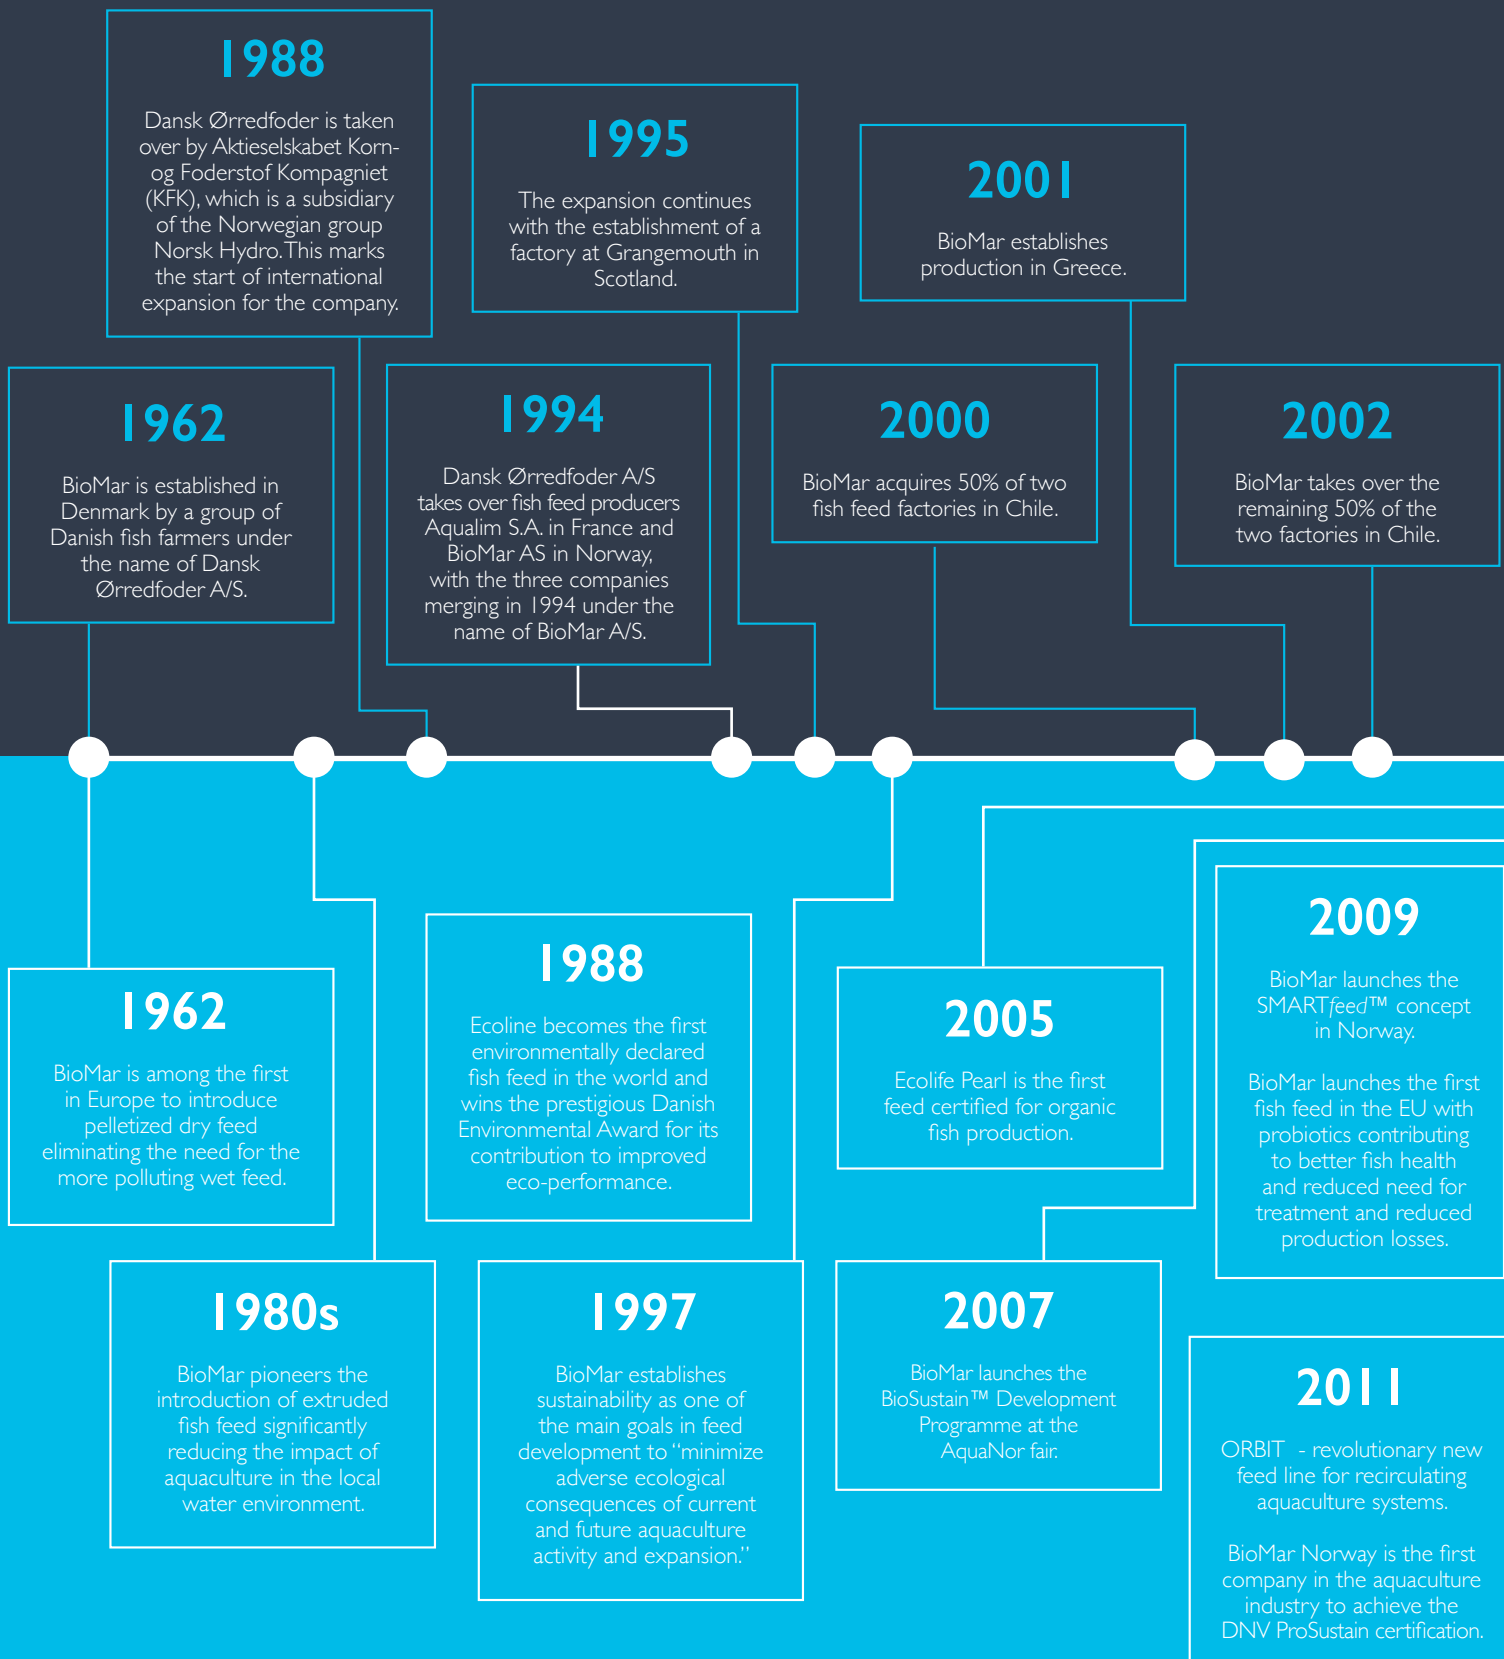 1988
Dansk Ørredfoder is taken
over by Aktieselskabet Korn-
og Foderstof Kompagniet
(KFK), which is a subsidiary
of the Norwegian group
Norsk Hydro. This marks
the start of international
expansion for the company.
1995
The expansion continues
with the establishment of a
factory at Grangemouth in
Scotland.
2001
BioMar establishes
production in Greece.
1962
BioMar is established in
Denmark by a group of
Danish fish farmers under
the name of Dansk
Ørredfoder A/S.
1994
Dansk Ørredfoder A/S
takes over fish feed producers
Aqualim S.A. in France and
BioMar AS in Norway,
with the three companies
merging in 1994 under the
name of BioMar A/S.
2000
BioMar acquires 50% of two
fish feed factories in Chile.
2002
BioMar takes over the
remaining 50% of the
two factories in Chile.
1962
BioMar is among the first
in Europe to introduce
pelletized dry feed
eliminating the need for the
more polluting wet feed.
1988
Ecoline becomes the first
environmentally declared
fish feed in the world and
wins the prestigious Danish
Environmental Award for its
contribution to improved
eco-performance.
2005
Ecolife Pearl is the first
feed certified for organic
fish production.
2009
BioMar launches the
SMARTfeed™ concept
in Norway.
BioMar launches the first
fish feed in the EU with
probiotics contributing
to better fish health
and reduced need for
treatment and reduced
production losses.
1980s
BioMar pioneers the
introduction of extruded
fish feed significantly
reducing the impact of
aquaculture in the local
water environment.
1997
BioMar establishes
sustainability as one of
the main goals in feed
development to “minimize
adverse ecological
consequences of current
and future aquaculture
activity and expansion.”
2007
BioMar launches the
BioSustain™ Development
Programme at the
AquaNor fair.
2011
ORBIT - revolutionary new
feed line for recirculating
aquaculture systems.
BioMar Norway is the first
company in the aquaculture
industry to achieve the
DNV ProSustain certification.